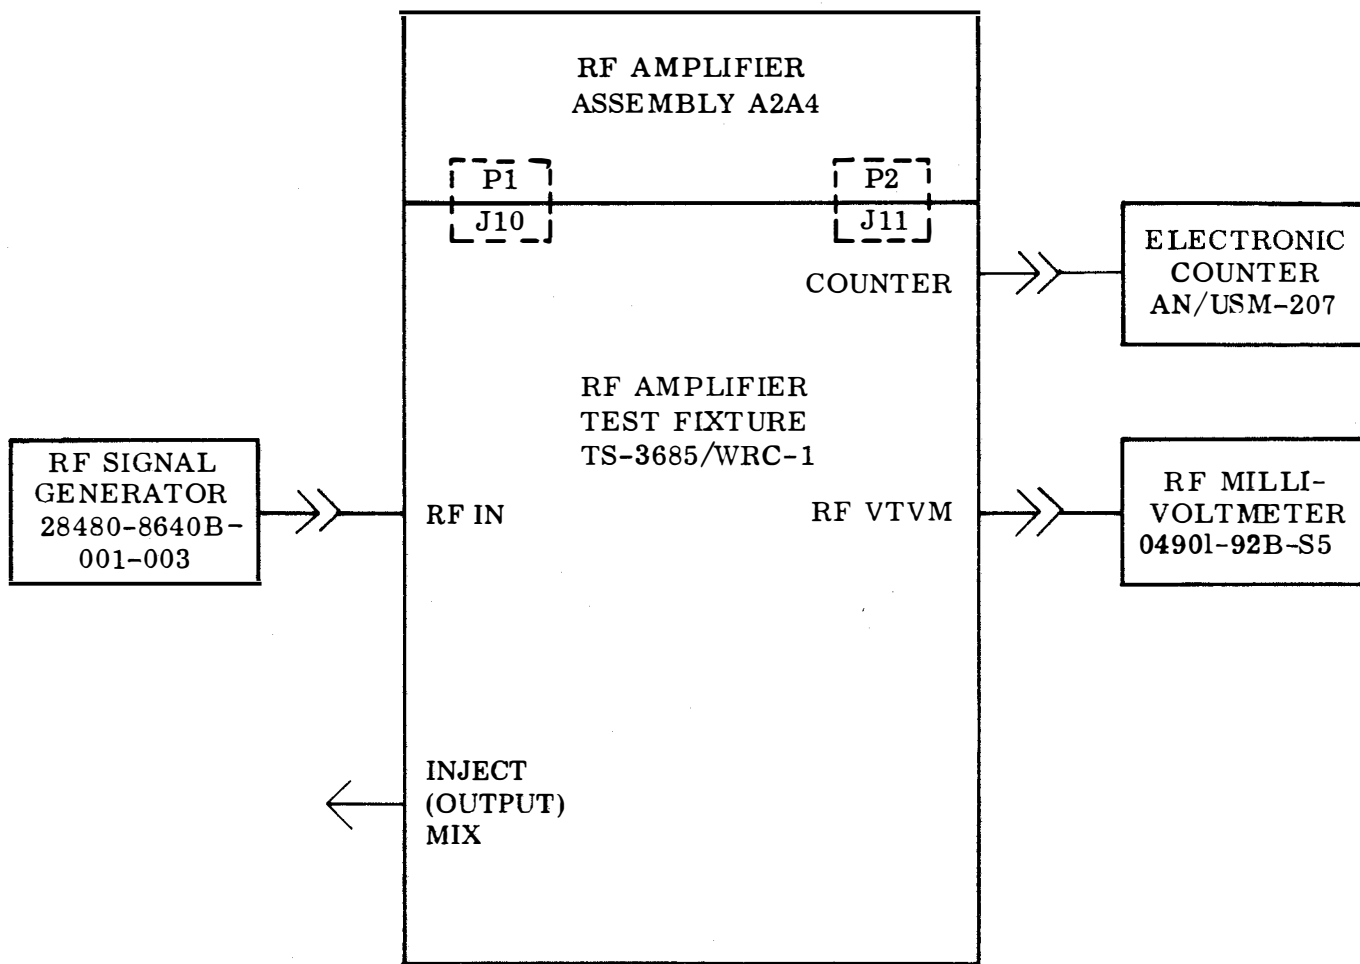 RF AMPLIFIER
ASSEMBLY A2A4
P1
J10
P2
J11
COUNTER
ELECTRONIC
COUNTER
AN/USM-207
RF AMPLIFIER
TEST FIXTURE
TS-3685/WRC-1
RF SIGNAL
GENERATOR
28480-8640B-
001-003
RF IN
RF VTVM
RF MILLI-
VOLTMETER
04901-92B-S5
INJECT
(OUTPUT)
MIX